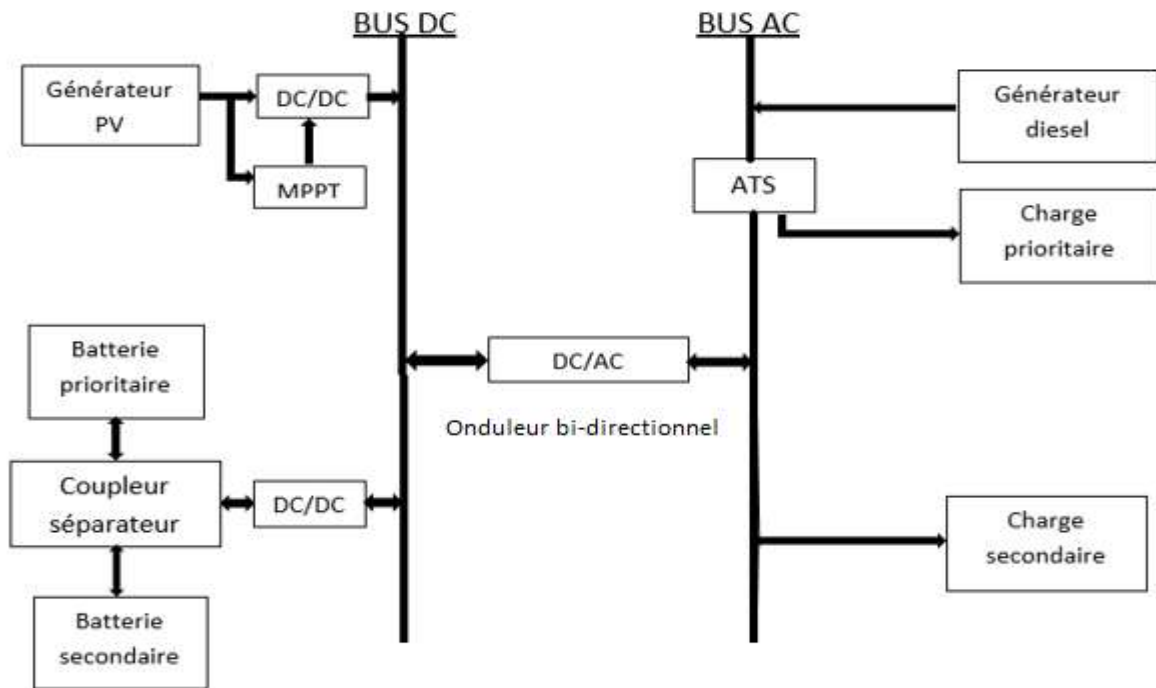 BUS DC
BUS AC
Générateur
PV
DC/DC
MPPT
Générateur
diesel
ATS
Charge
prioritaire
Batterie
prioritaire
DC/AC
Onduleur bi-directionnel
Coupleur
séparateur
DC/DC
Charge
secondaire
Batterie
secondaire